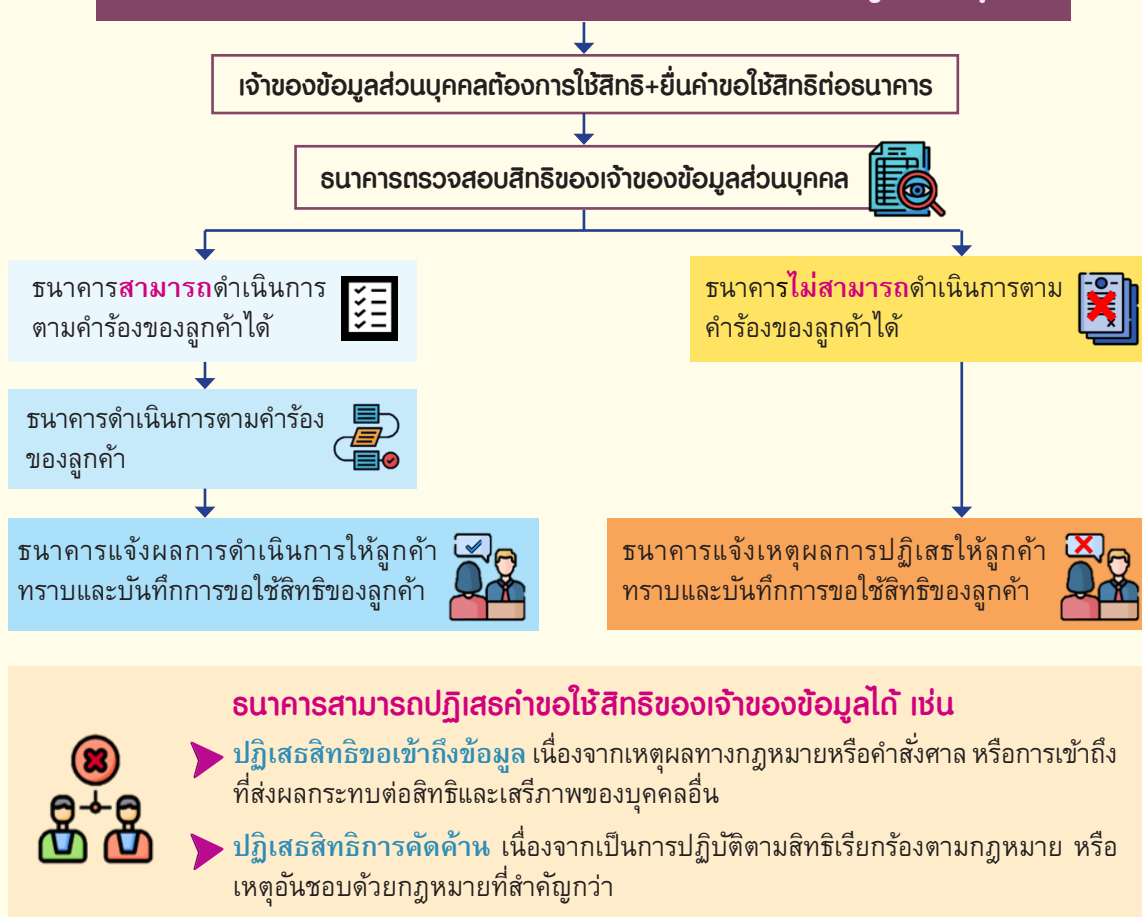 เจ้าของข้อมูลส่วนบุคคลต้องการใช้สิทธิ+ยื่นคำขอใช้สิทธิต่อธนาคาร
ธนาคารตรวจสอบสิทธิของเจ้าของข้อมูลส่วนบุคคล
ธนาคารสามารถดำเนินการ
ตามคำร้องของลูกค้าได้
ธนาคารไม่สามารถดำเนินการตาม
คำร้องของลูกค้าได้
ธนาคารดำเนินการตามคำร้อง
ของลูกค้า
ธนาคารแจ้งผลการดำเนินการให้ลูกค้า
ทราบและบันทึกการขอใช้สิทธิของลูกค้า
ธนาคารแจ้งเหตุผลการปฏิเสธให้ลูกค้า
ทราบและบันทึกการขอใช้สิทธิของลูกค้า
ธนาคารสามารถปฏิเสธคำขอใช้สิทธิของเจ้าของข้อมูลได้ เช่น
ปฏิเสธสิทธิขอเข้าถึงข้อมูล เนื่องจากเหตุผลทางกฎหมายหรือคำสั่งศาล หรือการเข้าถึง
ที่ส่งผลกระทบต่อสิทธิและเสรีภาพของบุคคลอื่น
ปฏิเสธสิทธิการคัดค้าน เนื่องจากเป็นการปฏิบัติตามสิทธิเรียกร้องตามกฎหมาย หรือ
เหตุอันชอบด้วยกฎหมายที่สำคัญกว่า